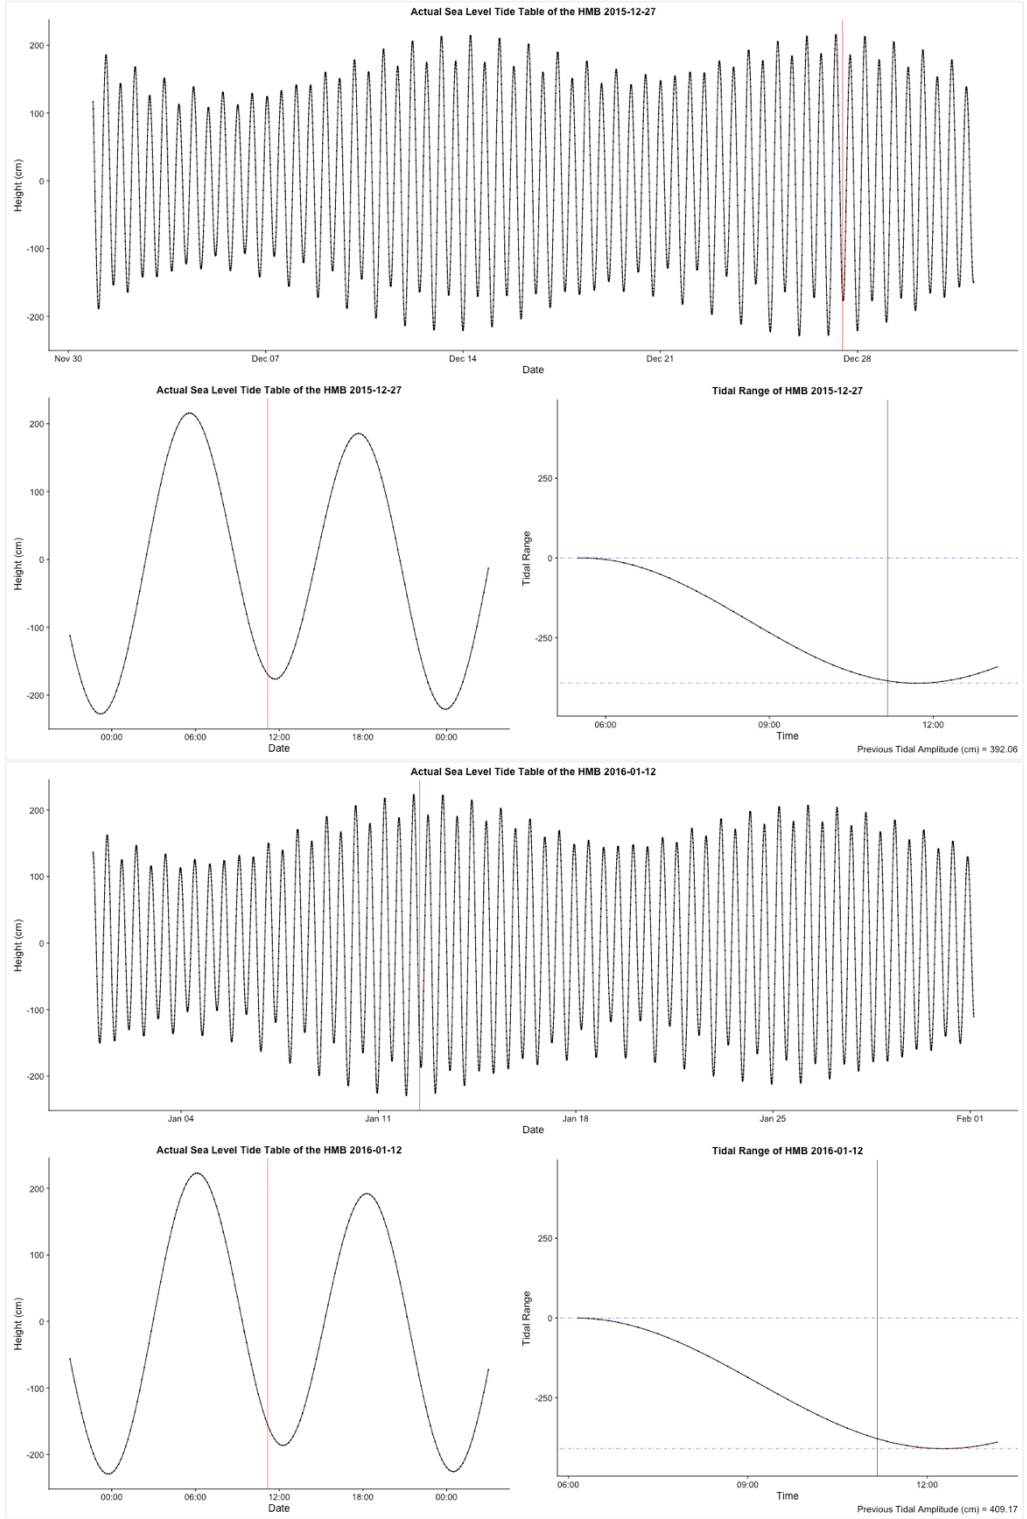 Actual Sea Level Tide Table of the HMB 2015-12-27
200
100
0
-100
-200
Height (cm)
Nov 30 Dec 07 Dec 14 Dec 21 Dec 28
Date
Actual Sea Level Tide Table of the HMB 2015-12-27
200
100
0
-100
-200
Height (cm)
00:00 06:00 12:00 18:00 00:00
Date
Tidal Range of HMB 2015-12-27
250
0
-250
Tidal Range
06:00 09:00 12:00
Time
Previous Tidal Amplitude (cm) = 392.06
Actual Sea Level Tide Table of the HMB 2016-01-12
200
100
0
-100
-200
Height (cm)
Jan 04 Jan 11 Jan 18 Jan 25 Feb 01
Date
Actual Sea Level Tide Table of the HMB 2016-01-12
200
100
0
-100
-200
Height (cm)
00:00 06:00 12:00 18:00 00:00
Date
Tidal Range of HMB 2016-01-12
250
0
-250
Tidal Range
06:00 09:00 12:00
Time
Previous Tidal Amplitude (cm) = 409.17